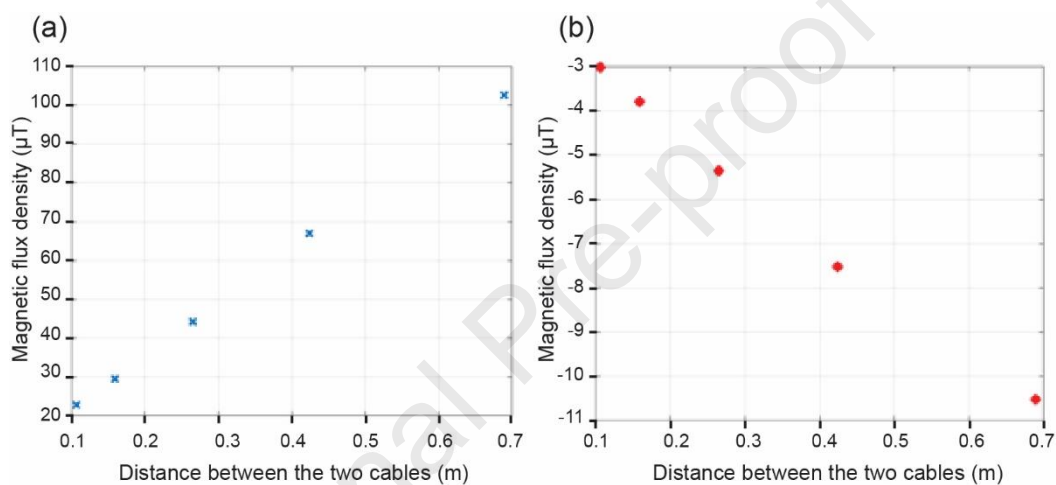 (a)
Magnetic flux density (μT)
110
100
90
80
70
60
50
40
30
20
0.1 0.2 0.3 0.4 0.5 0.6 0.7
Distance between the two cables (m)
(b)
Magnetic flux density (μT)
-3
-4
-5
-6
-7
-8
-9
-10
-11
0.1 0.2 0.3 0.4 0.5 0.6 0.7
Distance between the two cables (m)
nal Pre-proof